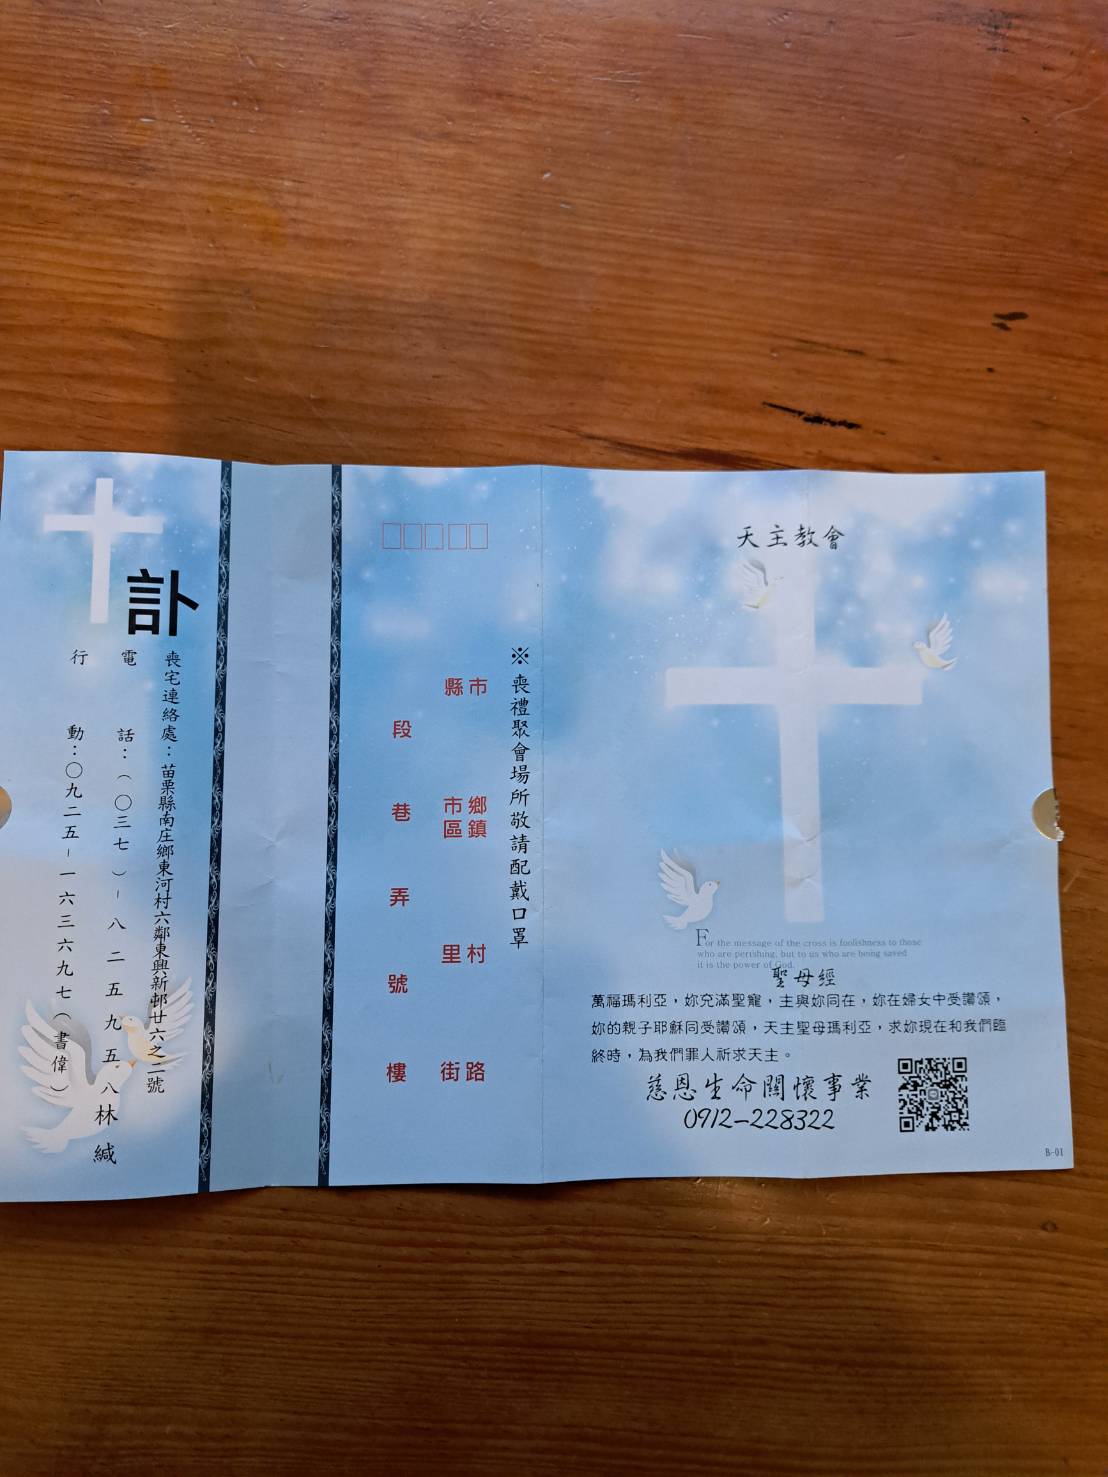 訃
喪宅連絡處：苗栗縣南庄鄉東河村六鄰東興新邨廿六之二號
電話：（〇三七）－八二五九五八
行動：〇九二五－一六三六九七（書偉）
林緘
※喪禮聚會場所敬請配戴口罩
縣市
鄉鎮市區
村里
路街
段
巷
弄
號
樓
天主教會
For the message of the cross is foolishness to those
who are perishing, but to us who are being saved
it is the power of God.
聖母經
萬福瑪利亞，妳充滿聖寵，主與妳同在，妳在婦女中受讚頌，
妳的親子耶穌同受讚頌，天主聖母瑪利亞，求妳現在和我們臨
終時，為我們罪人祈求天主。
慈恩生命關懷事業
0912-228322
B-01